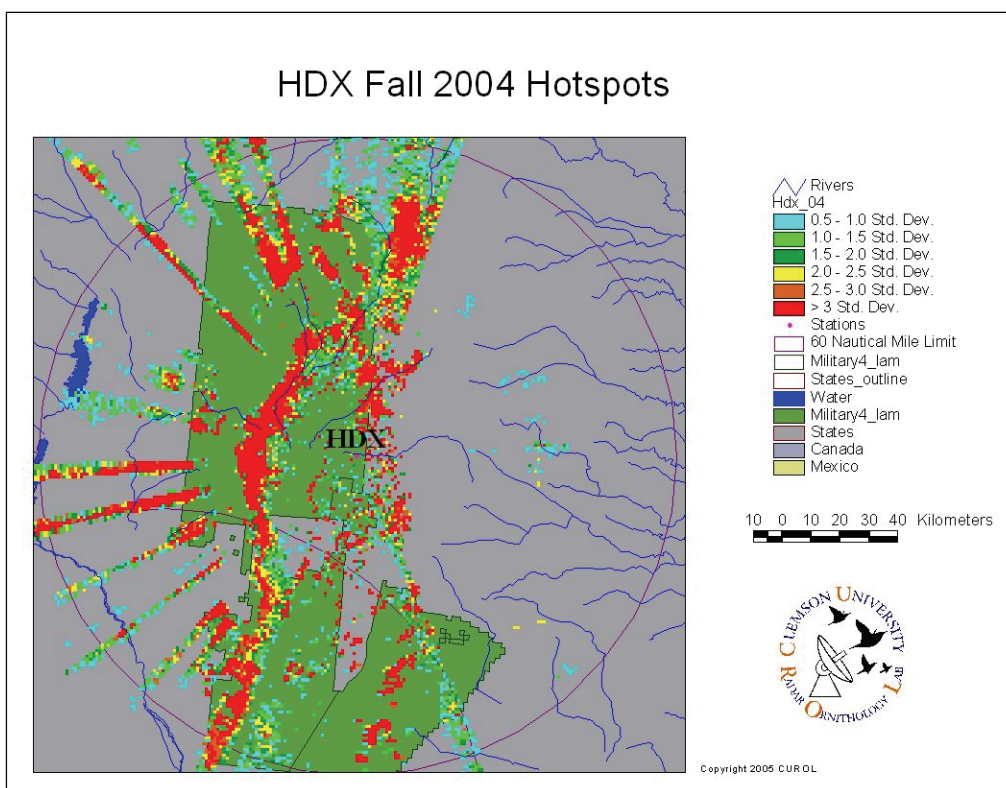 HDX Fall 2004 Hotspots
HDX
Rivers
Hdx_04
0.5 - 1.0 Std. Dev.
1.0 - 1.5 Std. Dev.
1.5 - 2.0 Std. Dev.
2.0 - 2.5 Std. Dev.
2.5 - 3.0 Std. Dev.
> 3 Std. Dev.
Stations
60 Nautical Mile Limit
Military4_lam
States_outline
Water
Military4_lam
States
Canada
Mexico
10 0 10 20 30 40 Kilometers
CLEMSON UNIVERSITY
RADAR ORNITHOLOGY LAB
Copyright 2005 CUROL